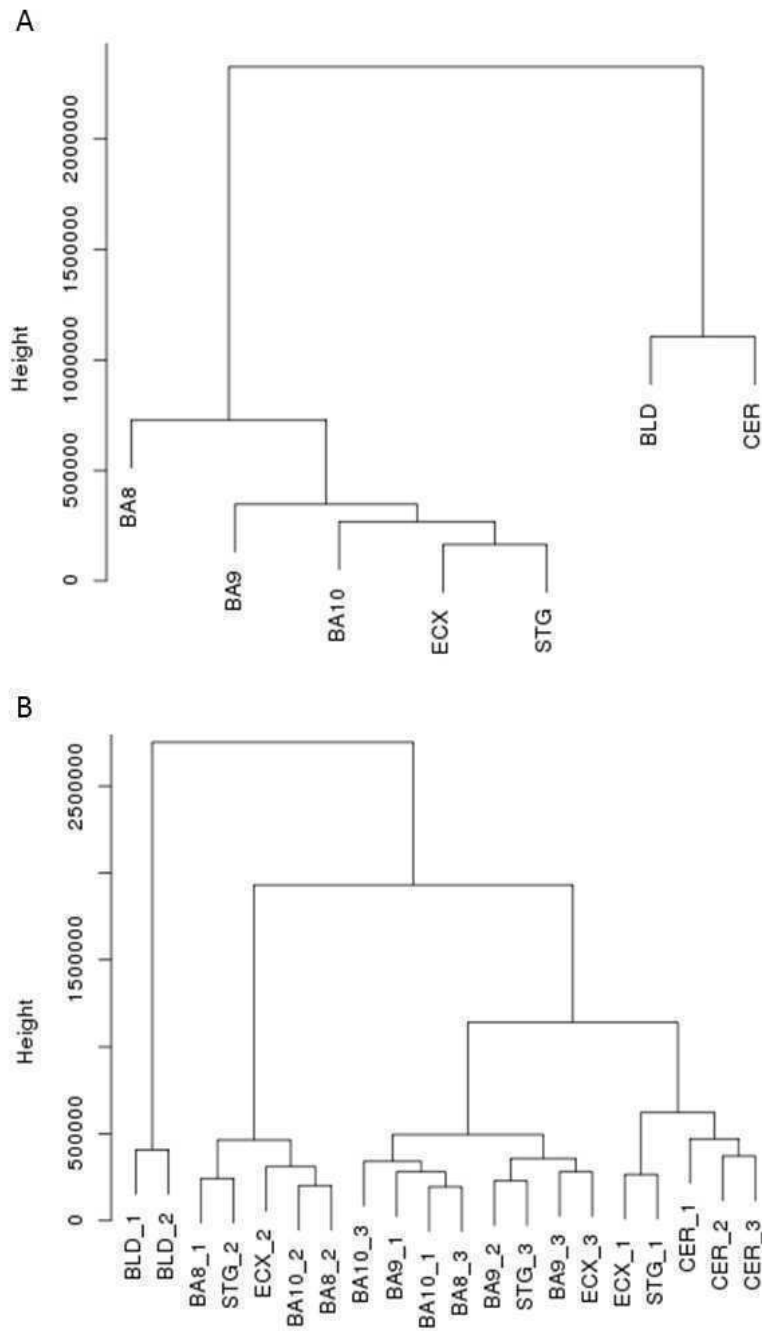 A
Height
2000000
1500000
1000000
500000
0
BLD
CER
BA8
BA9
BA10
ECX
STG
B
Height
2500000
1500000
500000
0
BLD_1
BLD_2
BA8_1
STG_2
ECX_2
BA10_2
BA8_2
BA10_3
BA9_1
BA10_1
BA8_3
BA9_2
STG_3
BA9_3
ECX_3
ECX_1
STG_1
CER_1
CER_2
CER_3